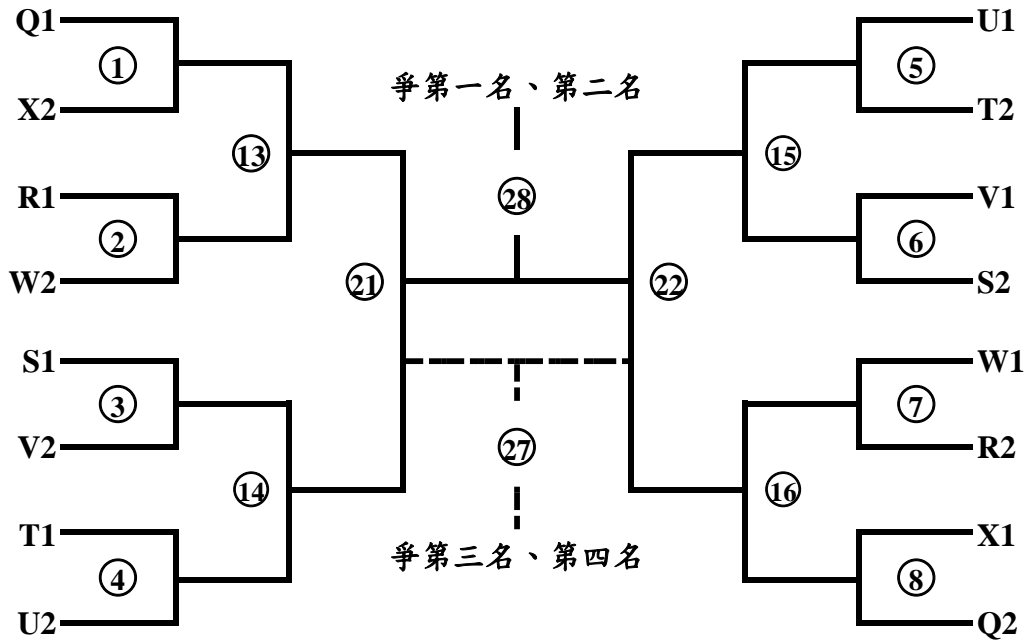 Q1
①
X2
⑬
R1
②
W2
㉑
S1
③
V2
⑭
T1
④
U2
爭第一名、第二名
㉘
㉗
爭第三名、第四名
U1
⑤
T2
⑮
V1
⑥
S2
㉒
W1
⑦
R2
⑯
X1
⑧
Q2